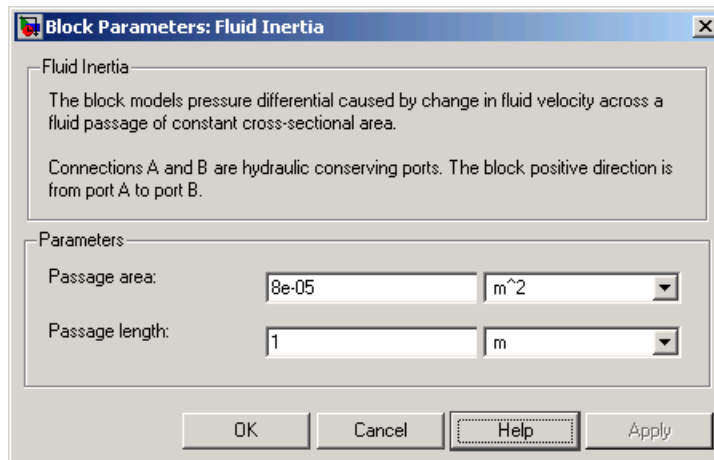 Block Parameters: Fluid Inertia
Fluid Inertia
The block models pressure differential caused by change in fluid velocity across a
fluid passage of constant cross-sectional area.
Connections A and B are hydraulic conserving ports. The block positive direction is
from port A to port B.
Parameters
Passage area: 8e-05 m^2
Passage length: 1 m
OK Cancel Help Apply